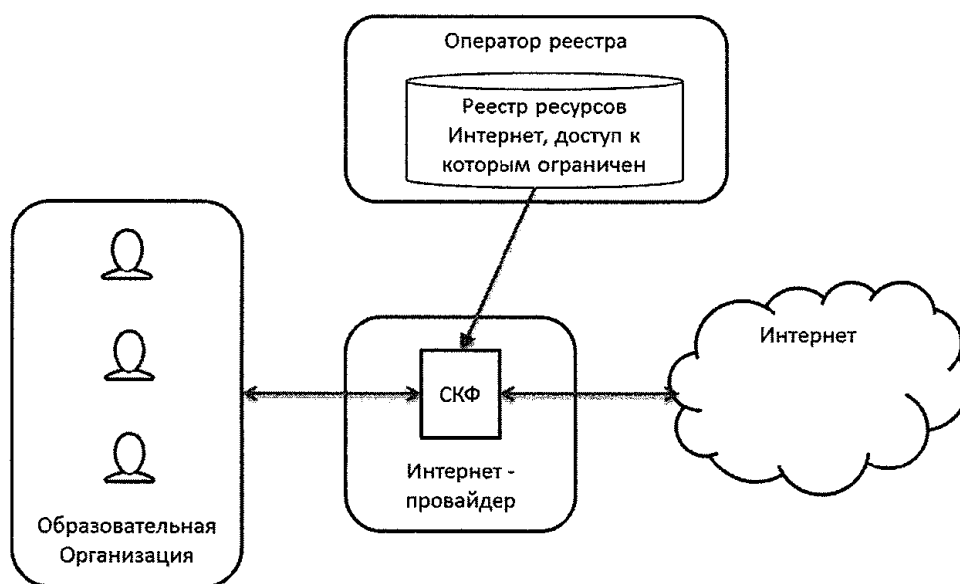 Оператор реестра
Реестр ресурсов
Интернет, доступ к
которым ограничен
Интернет
СКФ
Интернет -
провайдер
Образовательная
Организация